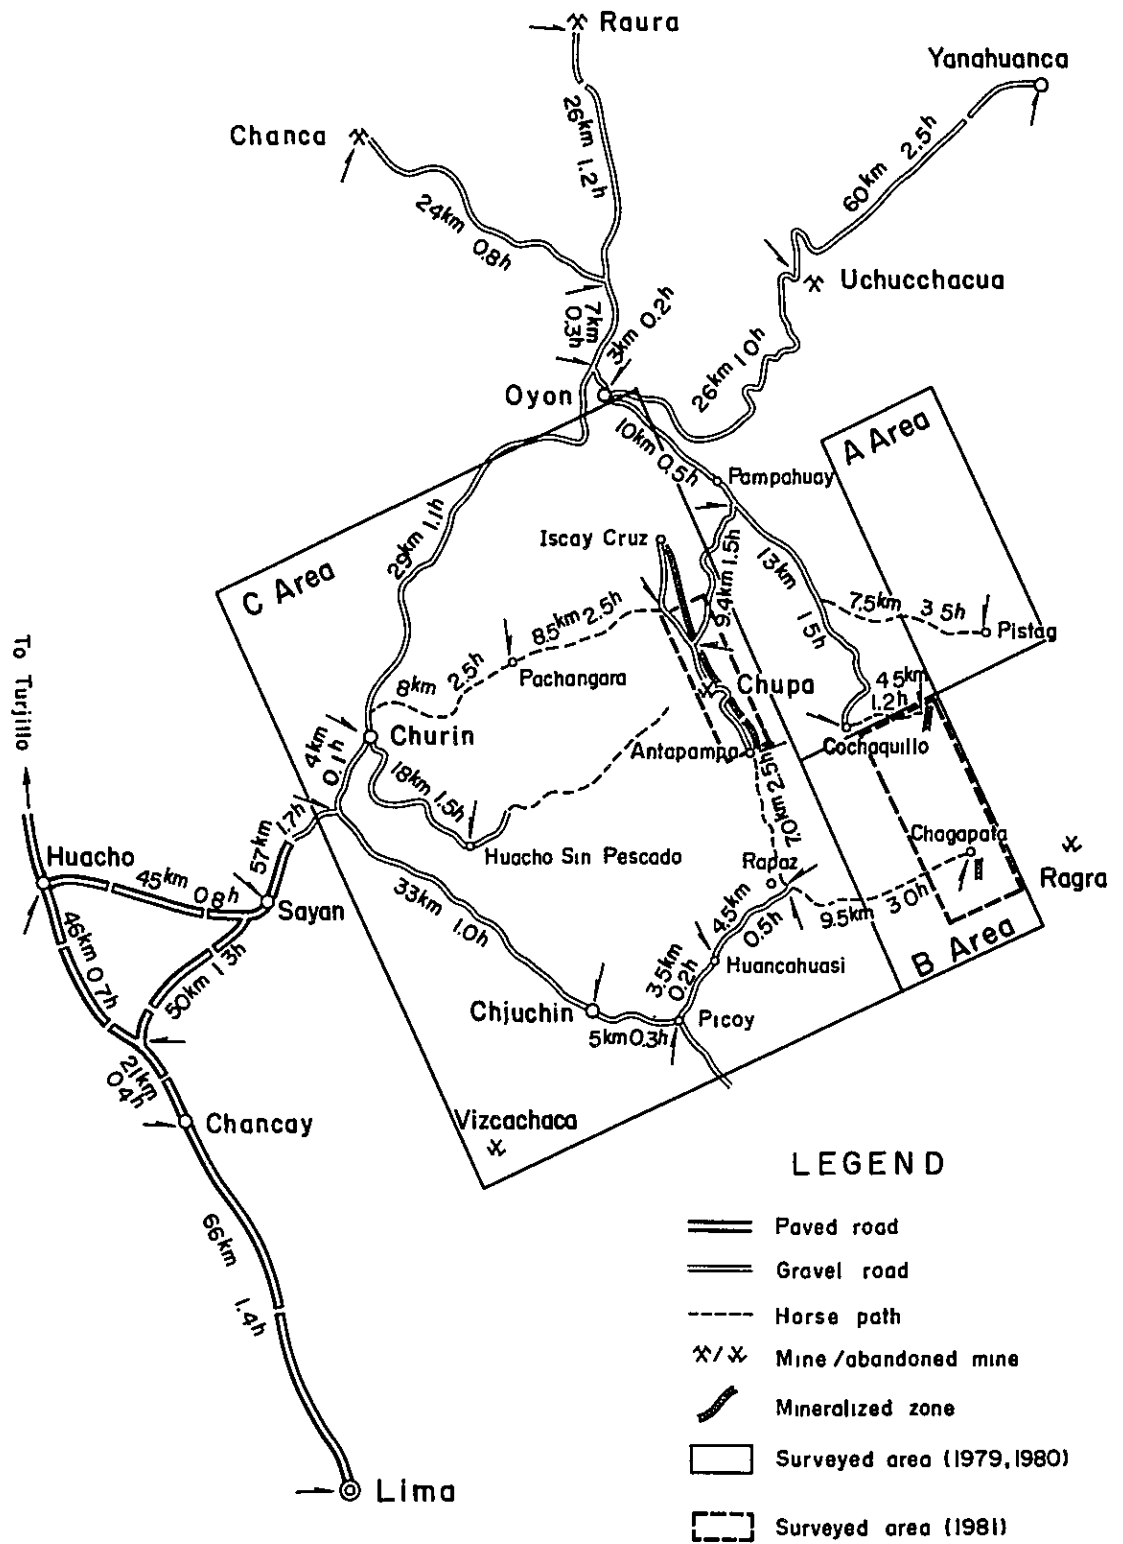 Raura
Yanahuanca
Chanca
26km 1.2h
60km 2.5h
24km 0.8h
Uchucchacua
7km
0.3h
3km 0.2h
26km 1.0h
Oyon
10km 0.5h
A Area
Pampahuay
29km 1.1h
Iscay Cruz
9.4km 1.5h
13km
1.5h
C Area
8.5km 2.5h
7.5km 3.5h
Pistag
To Turjillo
8km 2.5h
Pachangara
Chupa
4.5km
1.2h
Churin
4km
0.1h
Antapampa
Cochaquillo
18km 1.5h
7.0km 2.5h
57km 1.7h
Chagapata
Huacho
Huacho Sin Pescado
Rapaz
Ragra
45km 0.8h
Sayan
33km 1.0h
4.5km
0.5h
9.5km 3.0h
46km 0.7h
50km 1.3h
B Area
Huancahuasi
3.5km
0.2h
Chjuchin
Picoy
5km 0.3h
21km
0.4h
Chancay
Vizcachaca
66km 1.4h
Lima
LEGEND
Paved road
Gravel road
Horse path
/ Mine/abandoned mine
Mineralized zone
Surveyed area (1979,1980)
Surveyed area (1981)